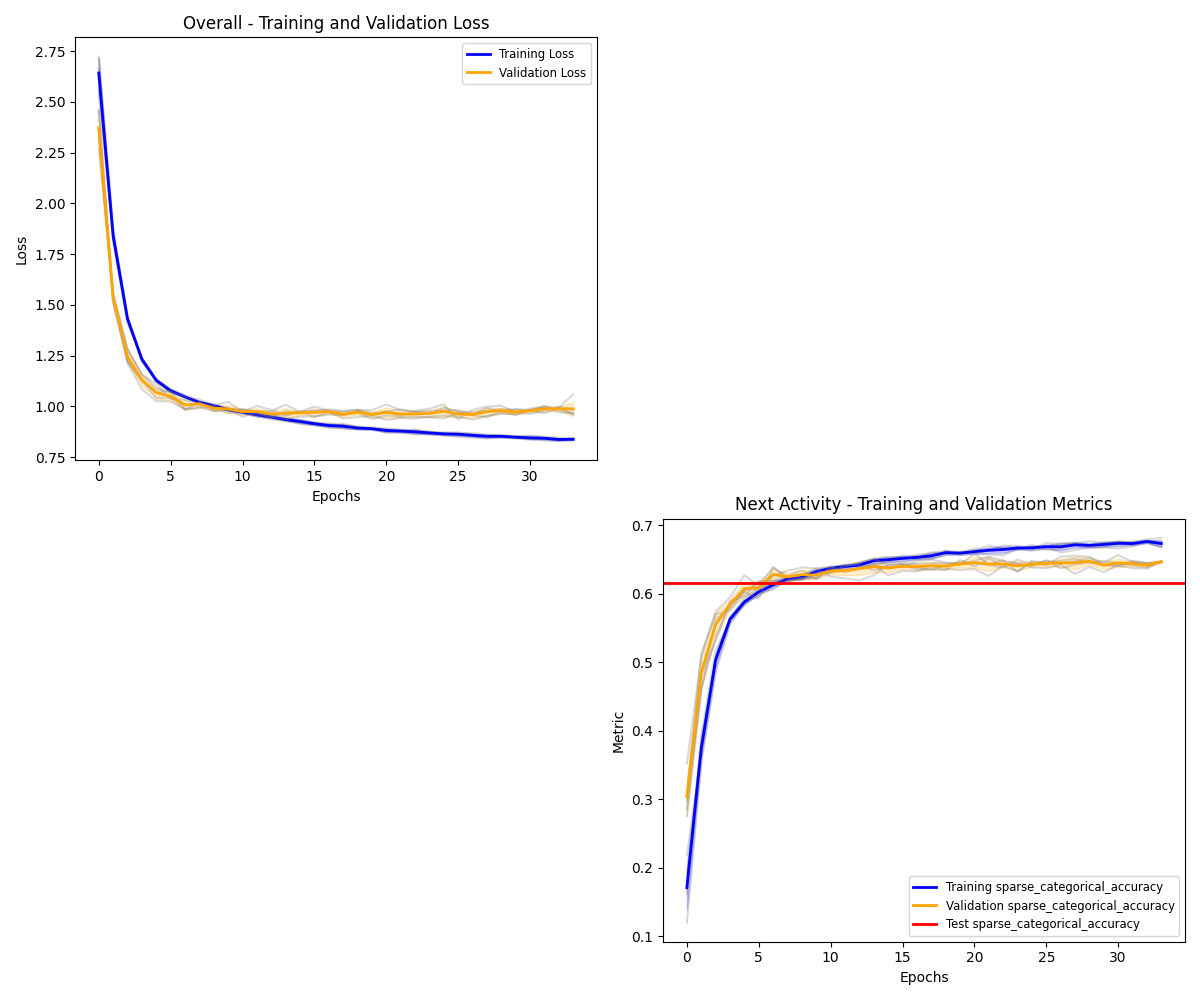 Overall - Training and Validation Loss
2.75
2.50
2.25
2.00
1.75
1.50
1.25
1.00
0.75
Loss
Training Loss
Validation Loss
0 5 10 15 20 25 30
Epochs
Next Activity - Training and Validation Metrics
0.7
0.6
0.5
0.4
0.3
0.2
0.1
Metric
Training sparse_categorical_accuracy
Validation sparse_categorical_accuracy
Test sparse_categorical_accuracy
0 5 10 15 20 25 30
Epochs